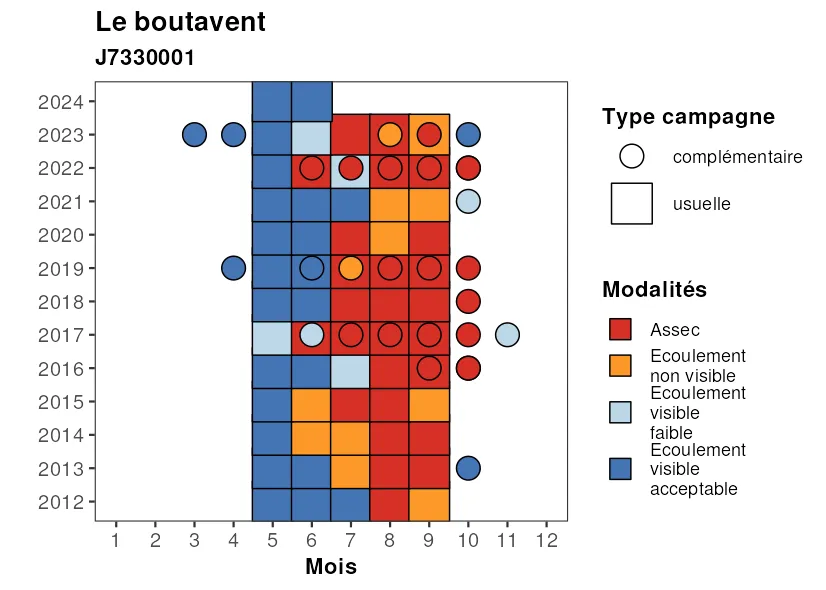 Le boutavent
J7330001
2024
2023
2022
2021
2020
2019
2018
2017
2016
2015
2014
2013
2012
1 2 3 4 5 6 7 8 9 10 11 12
Mois
Type campagne
complémentaire
usuelle
Modalités
Assec
Ecoulement
non visible
Ecoulement
visible
faible
Ecoulement
visible
acceptable